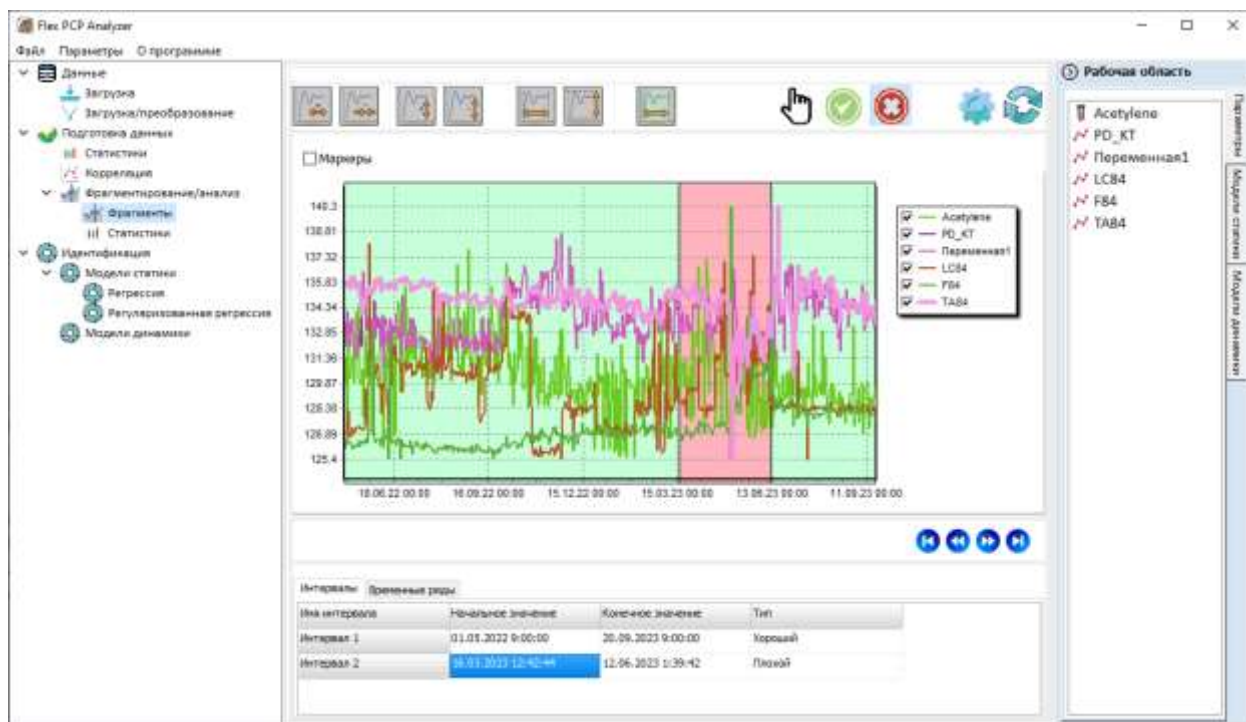 Flex PCP Analyzer
Файл Параметры О программе
Данные
Загрузка
Загрузка/преобразование
Подготовка данных
Статистики
Корреляция
Фрагментирование/анализ
Фрагменты
Статистики
Идентификация
Модели статики
Регрессия
Регуляризованная регрессия
Модели динамики
Маркеры
140.3
138.81
137.32
135.83
134.34
132.85
131.36
129.87
128.38
126.89
125.4
18.06.22 00:00 16.09.22 00:00 15.12.22 00:00 15.03.23 00:00 13.06.23 00:00 11.09.23 00:00
Acetylene
PD_KT
Переменная1
LC84
F84
TA84
Интервалы Временные ряды
Имя интервала Начальное значение Конечное значение Тип
Интервал 1 01.05.2022 9:00:00 20.09.2023 9:00:00 Хороший
Интервал 2 16.03.2023 12:42:44 12.06.2023 1:39:42 Плохой
Рабочая область
Acetylene
PD_KT
Переменная1
LC84
F84
TA84
Параметры
Модели статики
Модели динамики